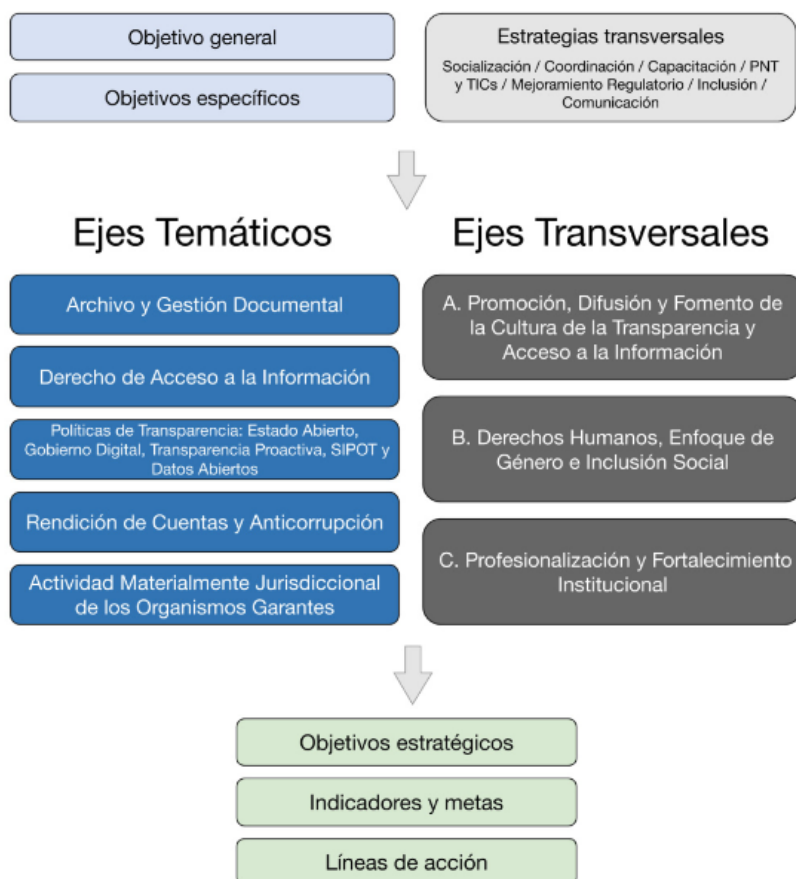 Objetivo general
Objetivos específicos
Estrategias transversales
Socialización / Coordinación / Capacitación / PNT
y TICs / Mejoramiento Regulatorio / Inclusión /
Comunicación
Ejes Temáticos
Archivo y Gestión Documental
Derecho de Acceso a la Información
Políticas de Transparencia: Estado Abierto,
Gobierno Digital, Transparencia Proactiva, SIPOT y
Datos Abiertos
Rendición de Cuentas y Anticorrupción
Actividad Materialmente Jurisdiccional
de los Organismos Garantes
Ejes Transversales
A. Promoción, Difusión y Fomento de
la Cultura de la Transparencia y
Acceso a la Información
B. Derechos Humanos, Enfoque de
Género e Inclusión Social
C. Profesionalización y Fortalecimiento
Institucional
Objetivos estratégicos
Indicadores y metas
Líneas de acción